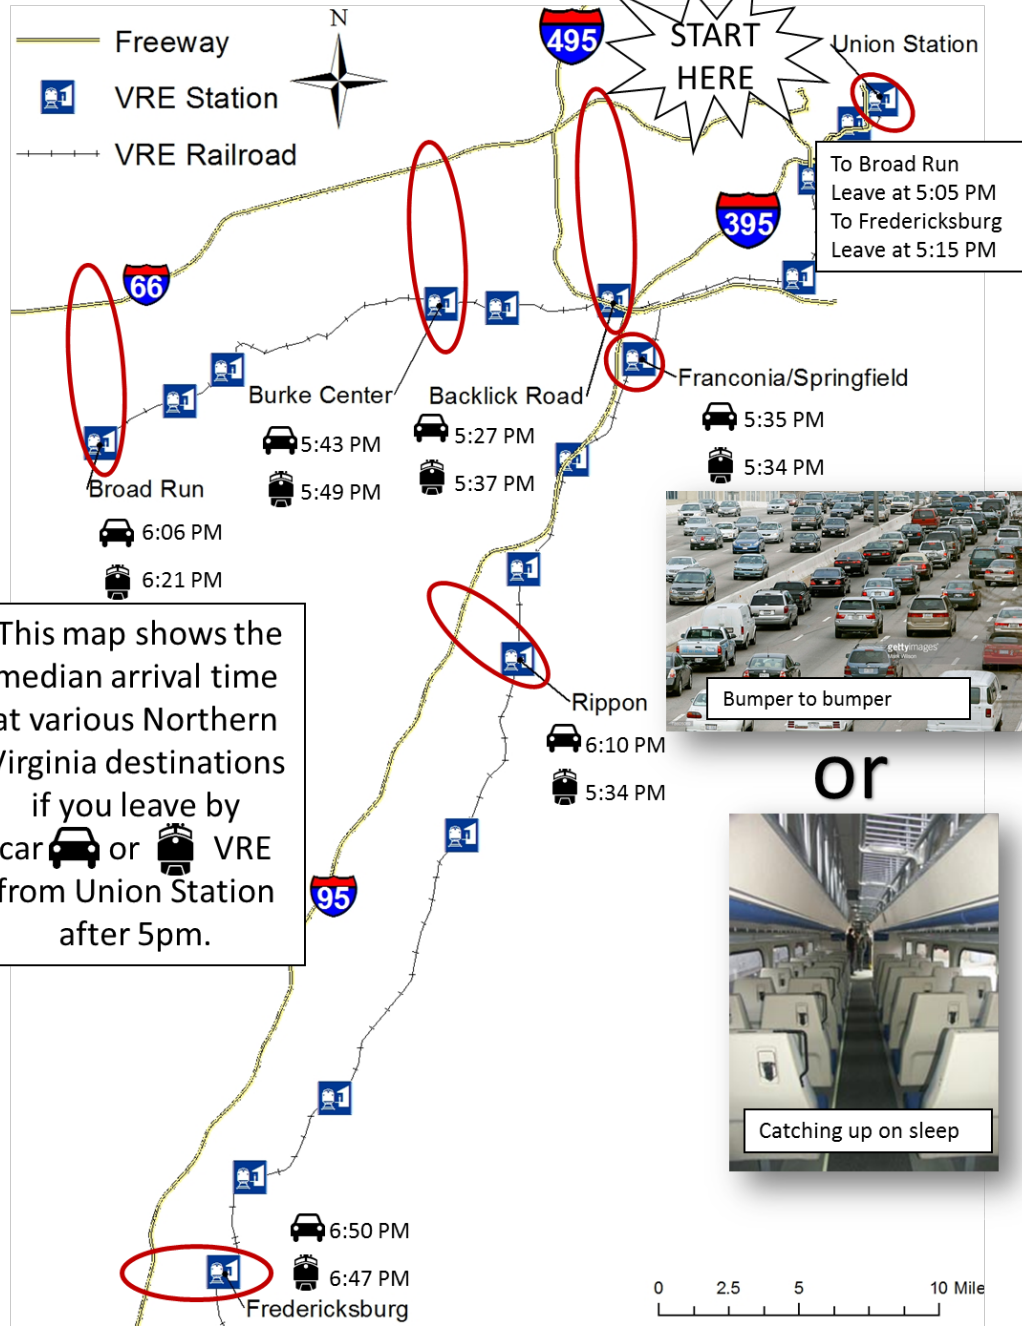 N
Freeway
VRE Station
VRE Railroad
495
START
HERE
Union Station
To Broad Run
Leave at 5:05 PM
To Fredericksburg
Leave at 5:15 PM
395
66
Burke Center
5:43 PM
5:49 PM
Backlick Road
5:27 PM
5:37 PM
Franconia/Springfield
5:35 PM
5:34 PM
Broad Run
6:06 PM
6:21 PM
This map shows the
median arrival time
at various Northern
Virginia destinations
if you leave by
car or VRE
from Union Station
after 5pm.
gettyimages
Mark Wilson
Bumper to bumper
Rippon
6:10 PM
5:34 PM
or
95
Catching up on sleep
6:50 PM
6:47 PM
Fredericksburg
0 2.5 5 10 Mile